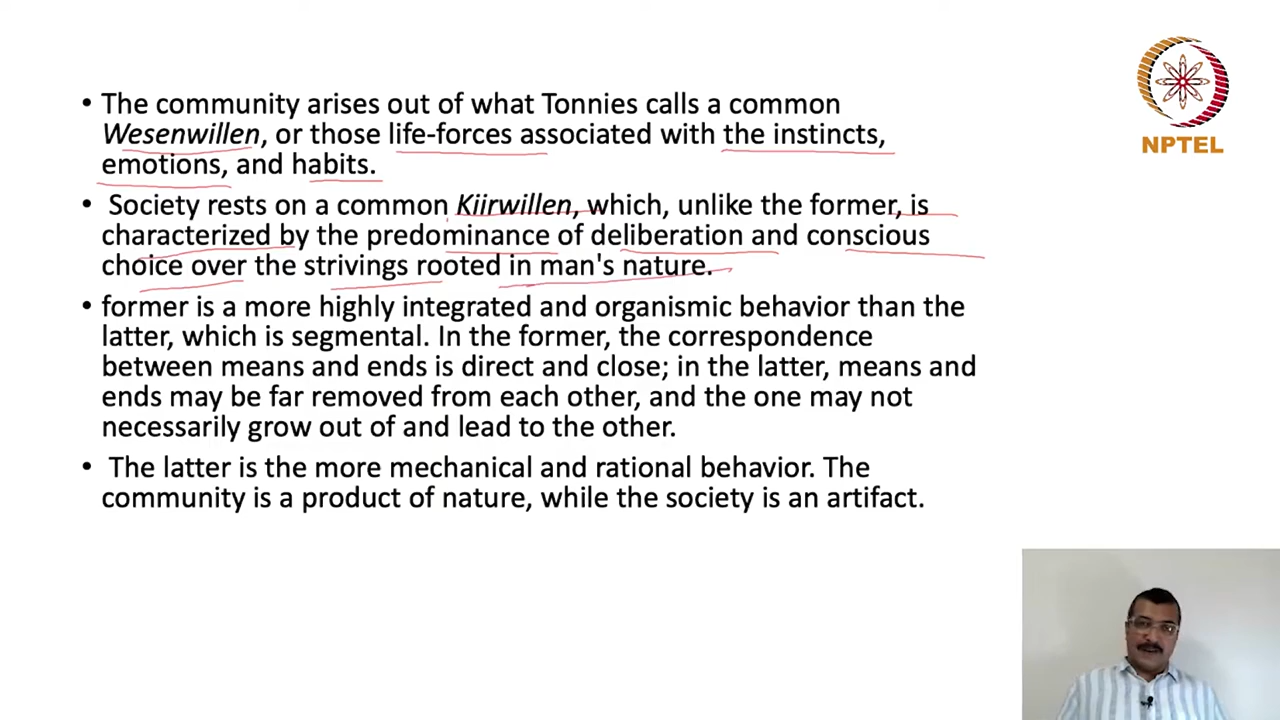 • The community arises out of what Tonnies calls a common
Wesenwillen, or those life-forces associated with the instincts,
emotions, and habits.
• Society rests on a common Kiirwillen, which, unlike the former, is
characterized by the predominance of deliberation and conscious
choice over the strivings rooted in man's nature.
• former is a more highly integrated and organismic behavior than the
latter, which is segmental. In the former, the correspondence
between means and ends is direct and close; in the latter, means and
ends may be far removed from each other, and the one may not
necessarily grow out of and lead to the other.
• The latter is the more mechanical and rational behavior. The
community is a product of nature, while the society is an artifact.
NPTEL